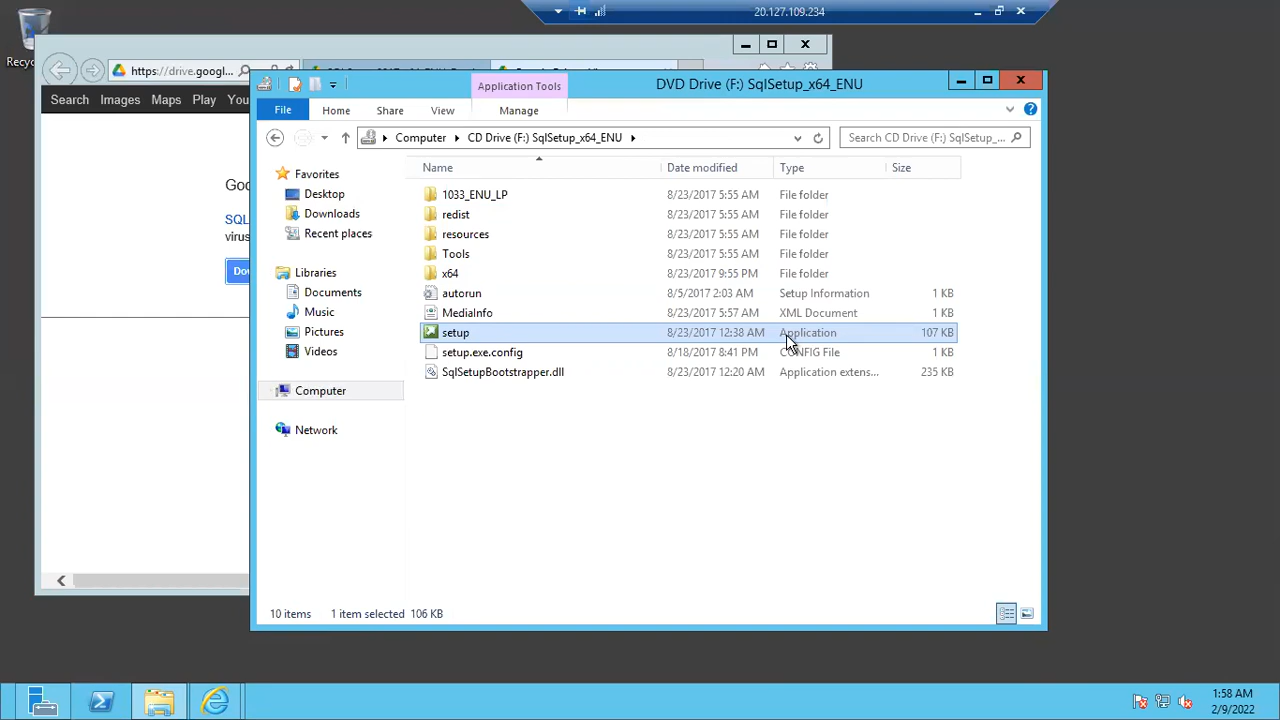 20.127.109.234
Recyc
https://drive.googl...
Search Images Maps Play You
Goo
SQL
virus
Dow
Application Tools
DVD Drive (F:) SqlSetup_x64_ENU
File Home Share View Manage
Computer CD Drive (F:) SqlSetup_x64_ENU
Search CD Drive (F:) SqlSetup_...
Favorites
Desktop
Downloads
Recent places
Libraries
Documents
Music
Pictures
Videos
Computer
Network
Name Date modified Type Size
1033_ENU_LP 8/23/2017 5:55 AM File folder
redist 8/23/2017 5:55 AM File folder
resources 8/23/2017 5:55 AM File folder
Tools 8/23/2017 5:55 AM File folder
x64 8/23/2017 9:55 PM File folder
autorun 8/5/2017 2:03 AM Setup Information 1 KB
MediaInfo 8/23/2017 5:57 AM XML Document 1 KB
setup 8/23/2017 12:38 AM Application 107 KB
setup.exe.config 8/18/2017 8:41 PM CONFIG File 1 KB
SqlSetupBootstrapper.dll 8/23/2017 12:20 AM Application extens... 235 KB
10 items 1 item selected 106 KB
1:58 AM
2/9/2022